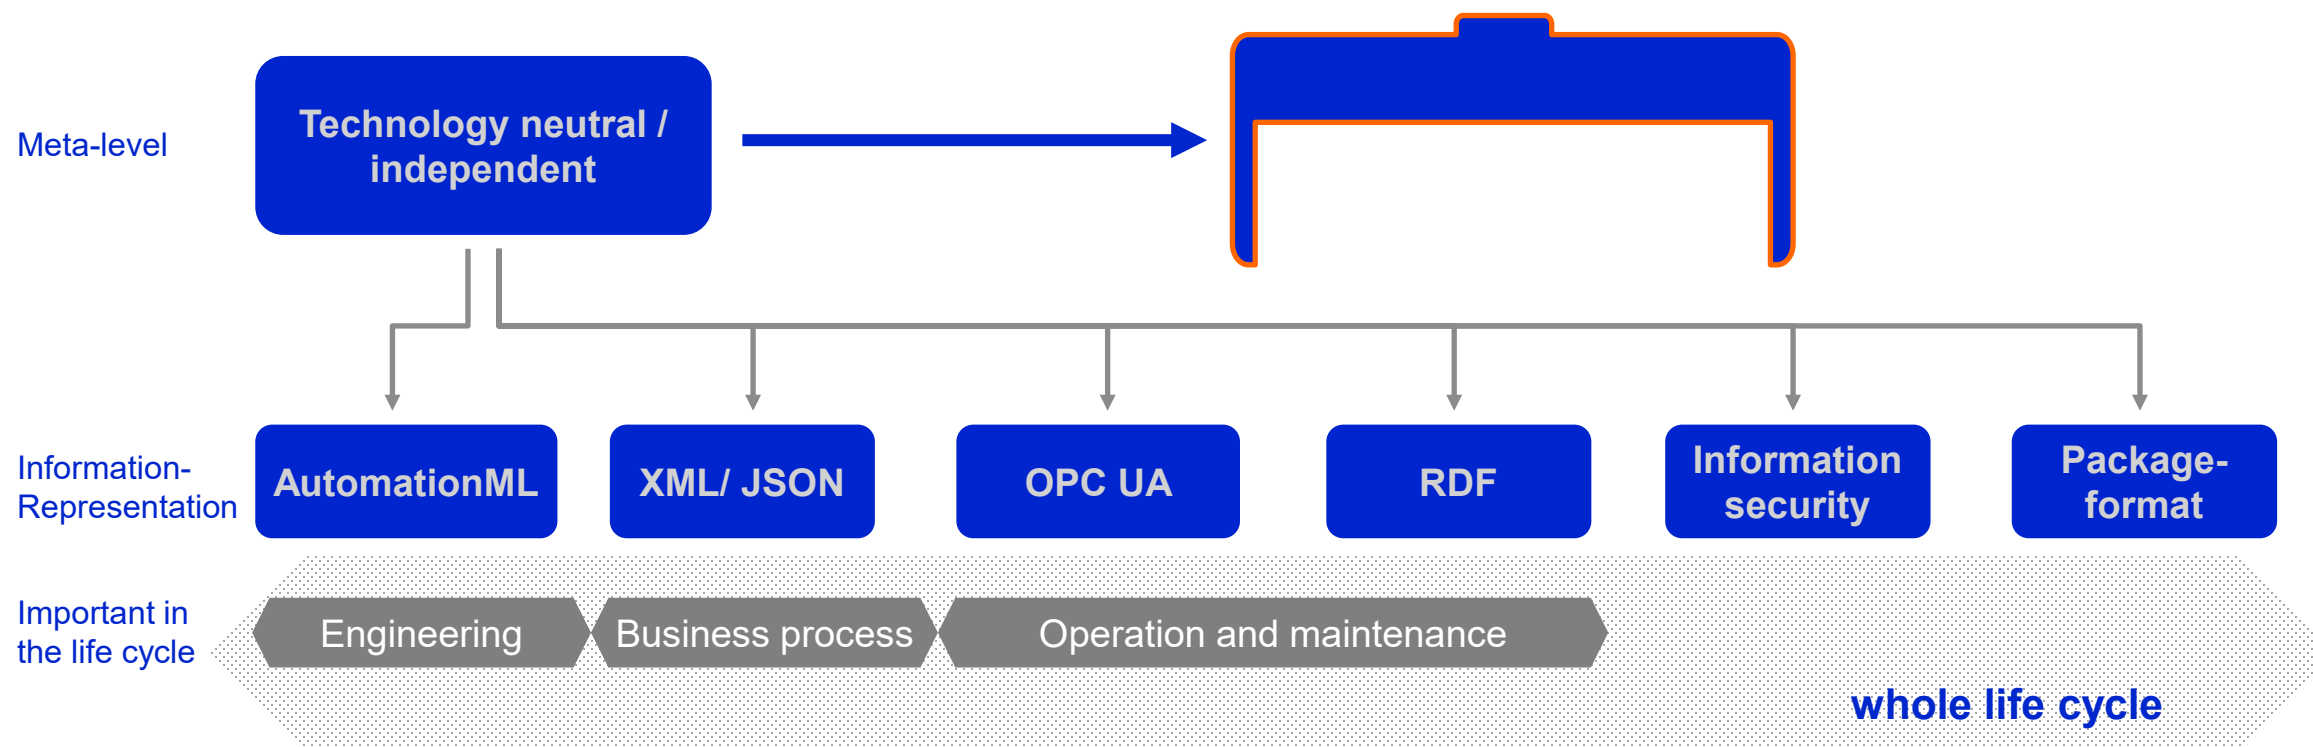 Meta-level
Technology neutral /
independent
Information-
Representation
AutomationML
XML/ JSON
OPC UA
RDF
Information
security
Package-
format
Important in
the life cycle
Engineering
Business process
Operation and maintenance
whole life cycle